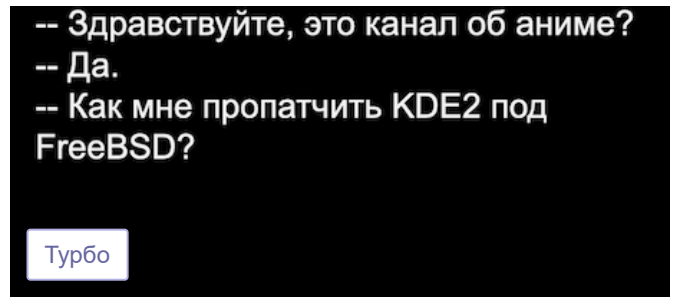 -- Здравствуйте, это канал об аниме?
-- Да.
-- Как мне пропатчить KDE2 под
FreeBSD?
Турбо